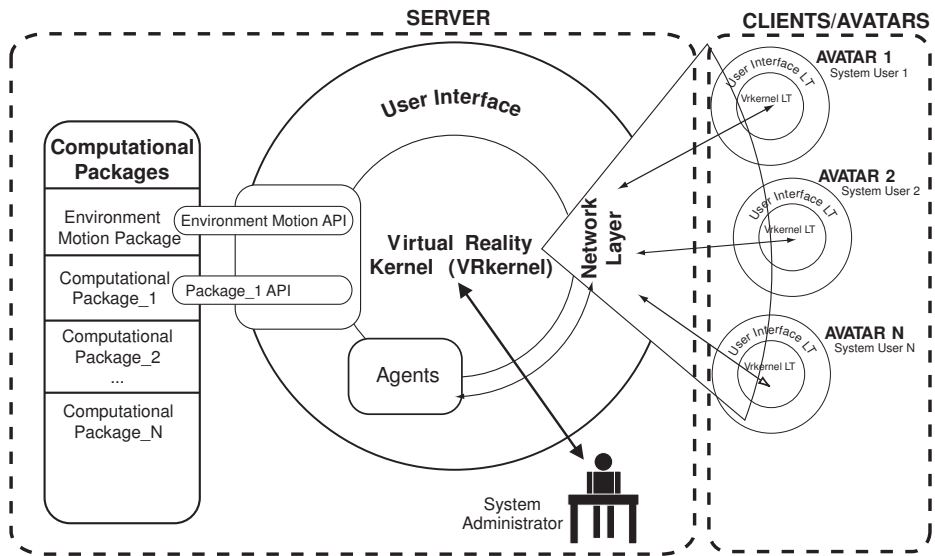 SERVER
CLIENTS/AVATARS
Computational
Packages
Environment
Motion Package
Computational
Package_1
Computational
Package_2
...
Computational
Package_N
Environment Motion API
Package_1 API
User Interface
Virtual Reality
Kernel (VRkernel)
Agents
Network
Layer
System
Administrator
AVATAR 1
System User 1
User Interface LT
Vrkernel LT
AVATAR 2
System User 2
User Interface LT
Vrkernel LT
AVATAR N
System User N
User Interface LT
Vrkernel LT